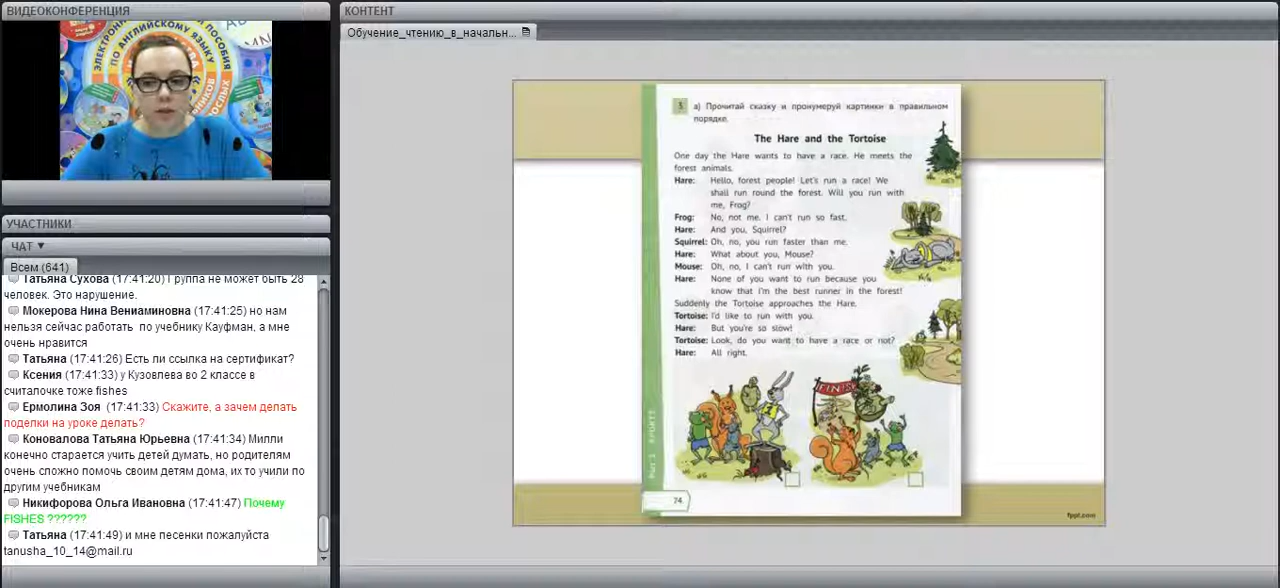 ВИДЕОКОНФЕРЕНЦИЯ
ЭЛЕКТРОНН
ПОСОБИЯ
ПО АНГЛИЙСКОМУ ЯЗЫКУ
УЧАСТНИКИ
ЧАТ ▼
Всем (641)
Татьяна Сухова (17:41:20) Группа не может быть 28
человек. Это нарушение.
Мокерова Нина Вениаминовна (17:41:25) но нам
нельзя сейчас работать по учебнику Кауфман, а мне
очень нравится
Татьяна (17:41:26) Есть ли ссылка на сертификат?
Ксения (17:41:33) у Кузовлева во 2 классе в
считалочке тоже fishes
Ермолина Зоя (17:41:33) Скажите, а зачем делать
поделки на уроке делать?
Коновалова Татьяна Юрьевна (17:41:34) Милли
конечно старается учить детей думать, но родителям
очень сложно помочь своим детям дома, их то учили по
другим учебникам
Никифорова Ольга Ивановна (17:41:47) Почему
FISHES ??????
Татьяна (17:41:49) и мне песенки пожалуйста
tanusha_10_14@mail.ru
КОНТЕНТ
Обучение_чтению_в_начальн...
3 а) Прочитай сказку и пронумеруй картинки в правильном
порядке.
The Hare and the Tortoise
One day the Hare wants to have a race. He meets the
forest animals.
Hare: Hello, forest people! Let's run a race! We
shall run round the forest. Will you run with
me, Frog?
Frog: No, not me. I can't run so fast.
Hare: And you, Squirrel?
Squirrel: Oh, no, you run faster than me.
Hare: What about you, Mouse?
Mouse: Oh, no, I can't run with you.
Hare: None of you want to run because you
know that i'm the best runner in the forest!
Suddenly the Tortoise approaches the Hare.
Tortoise: I'd like to run with you.
Hare: But you're so slow!
Tortoise: Look, do you want to have a race or not?
Hare: All right.
FINISH
SPORTS
74
fppt.com